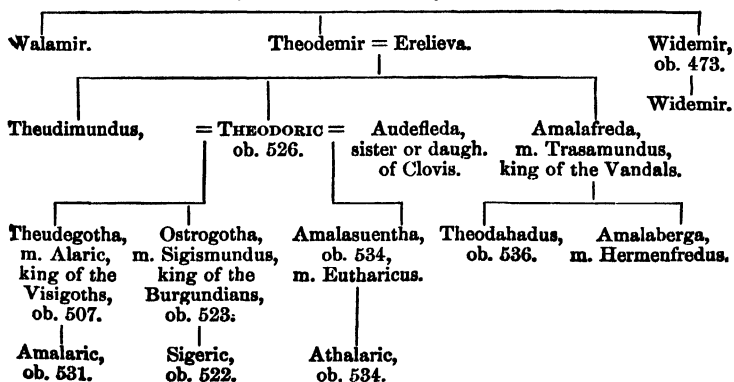 Walamir. Theodemir = Erelieva. Widemir,
ob. 473.
Widemir.
Theudimundus, = THEODORIC = Audefleda, Amalafreda,
ob. 526. sister or daugh. m. Trasamundus,
of Clovis. king of the Vandals.
Theudegotha, Ostrogotha, Amalasuentha, Theodahadus, Amalaberga,
m. Alaric, m. Sigismundus, ob. 534, ob. 536. m. Hermenfredus.
king of the king of the m. Eutharicus.
Visigoths, Burgundians,
ob. 507. ob. 523.
Amalaric, Sigeric, Athalaric,
ob. 531. ob. 522. ob. 534.